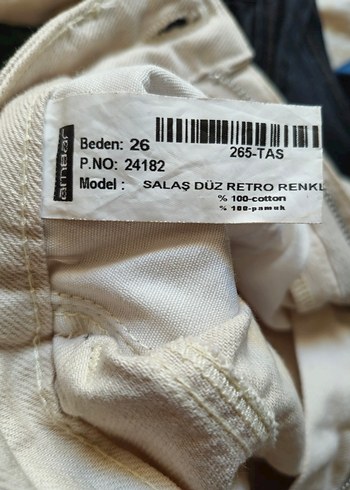 ambar
Beden: 26
265-TAS
P.NO: 24182
Model : SALAŞ DÜZ RETRO RENKL
% 100-cotton
% 100-pamuk